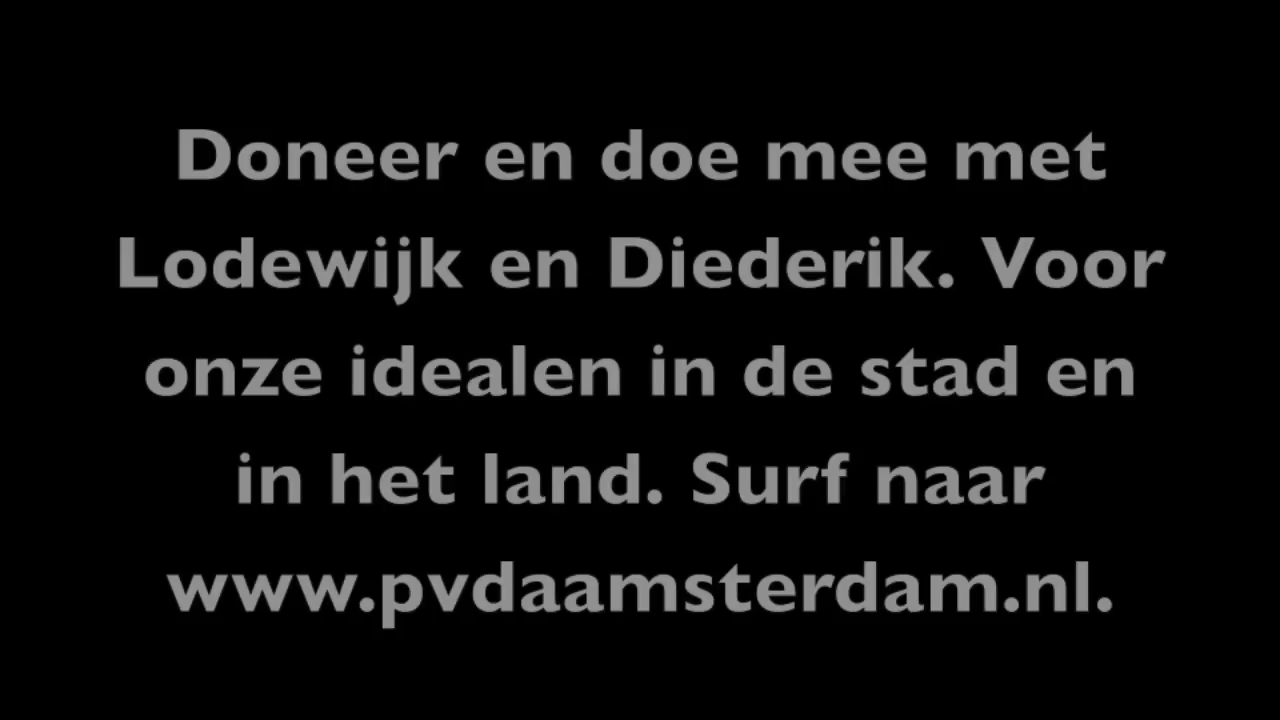 Doneer en doe mee met
Lodewijk en Diederik. Voor
onze idealen in de stad en
in het land. Surf naar
www.pvdaamsterdam.nl.